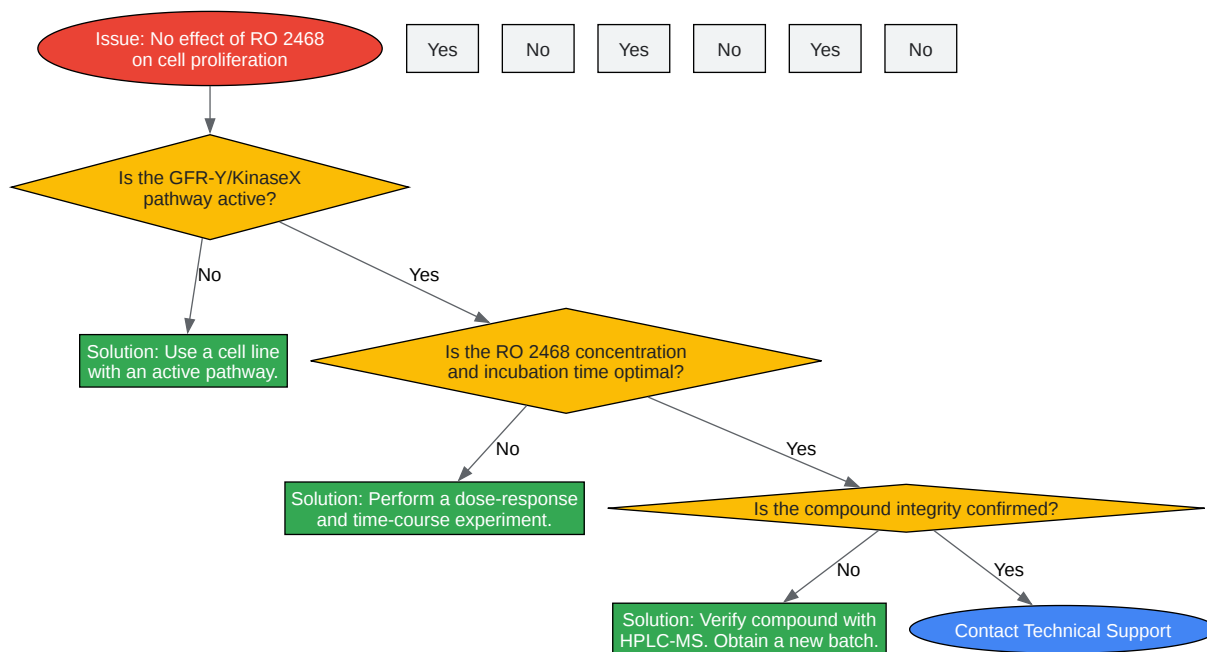 Issue: No effect of RO 2468
on cell proliferation
Yes
No
Yes
No
Yes
No
Is the GFR-Y/KinaseX
pathway active?
No
Yes
Solution: Use a cell line
with an active pathway.
Is the RO 2468 concentration
and incubation time optimal?
No
Yes
Solution: Perform a dose-response
and time-course experiment.
Is the compound integrity confirmed?
No
Yes
Solution: Verify compound with
HPLC-MS. Obtain a new batch.
Contact Technical Support